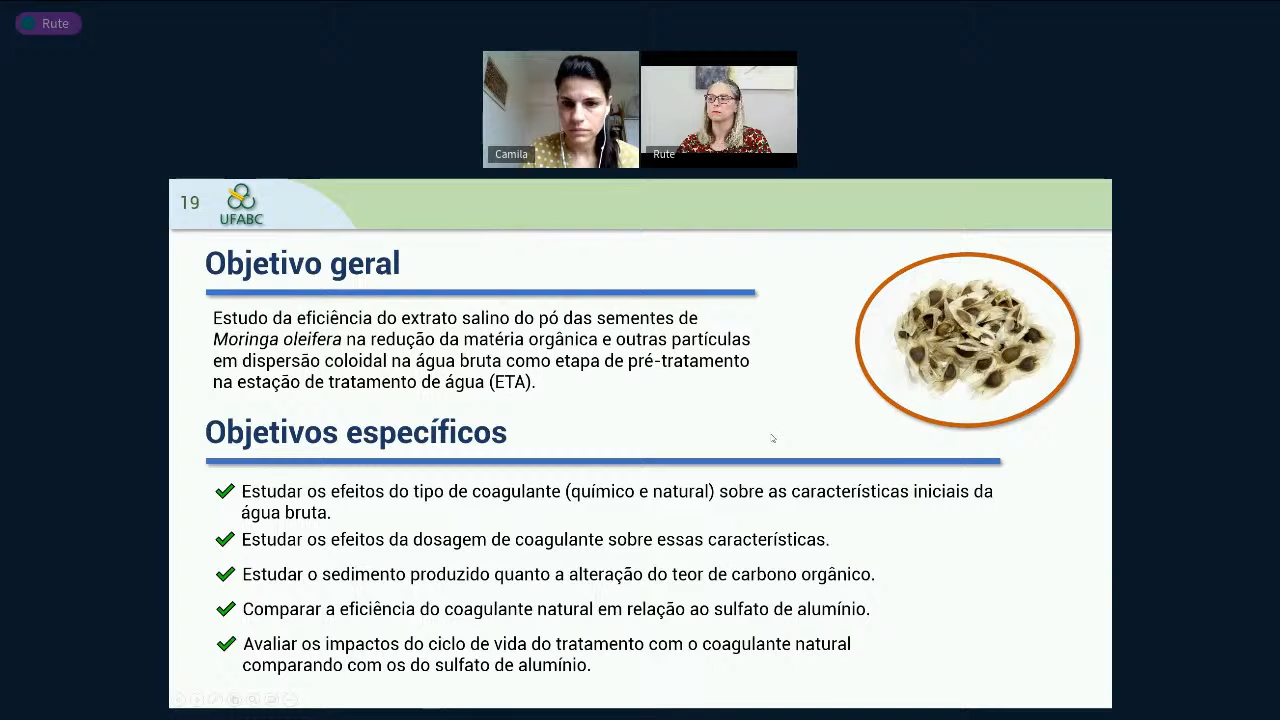 Rute
Camila
Rute
19
UFABC
Objetivo geral
Estudo da eficiência do extrato salino do pó das sementes de
Moringa oleifera na redução da matéria orgânica e outras partículas
em dispersão coloidal na água bruta como etapa de pré-tratamento
na estação de tratamento de água (ETA).
Objetivos específicos
Estudar os efeitos do tipo de coagulante (químico e natural) sobre as características iniciais da
água bruta.
Estudar os efeitos da dosagem de coagulante sobre essas características.
Estudar o sedimento produzido quanto a alteração do teor de carbono orgânico.
Comparar a eficiência do coagulante natural em relação ao sulfato de alumínio.
Avaliar os impactos do ciclo de vida do tratamento com o coagulante natural
comparando com os do sulfato de alumínio.